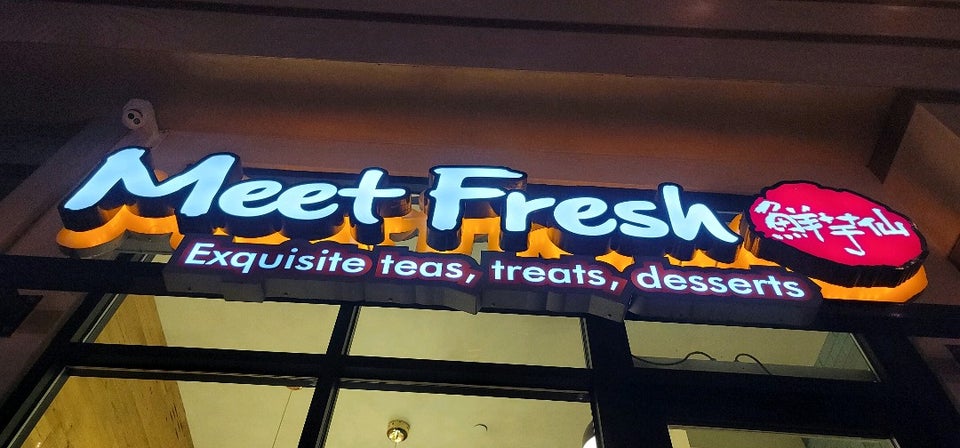 Meet Fresh 鮮芋仙
Exquisite teas, treats, desserts